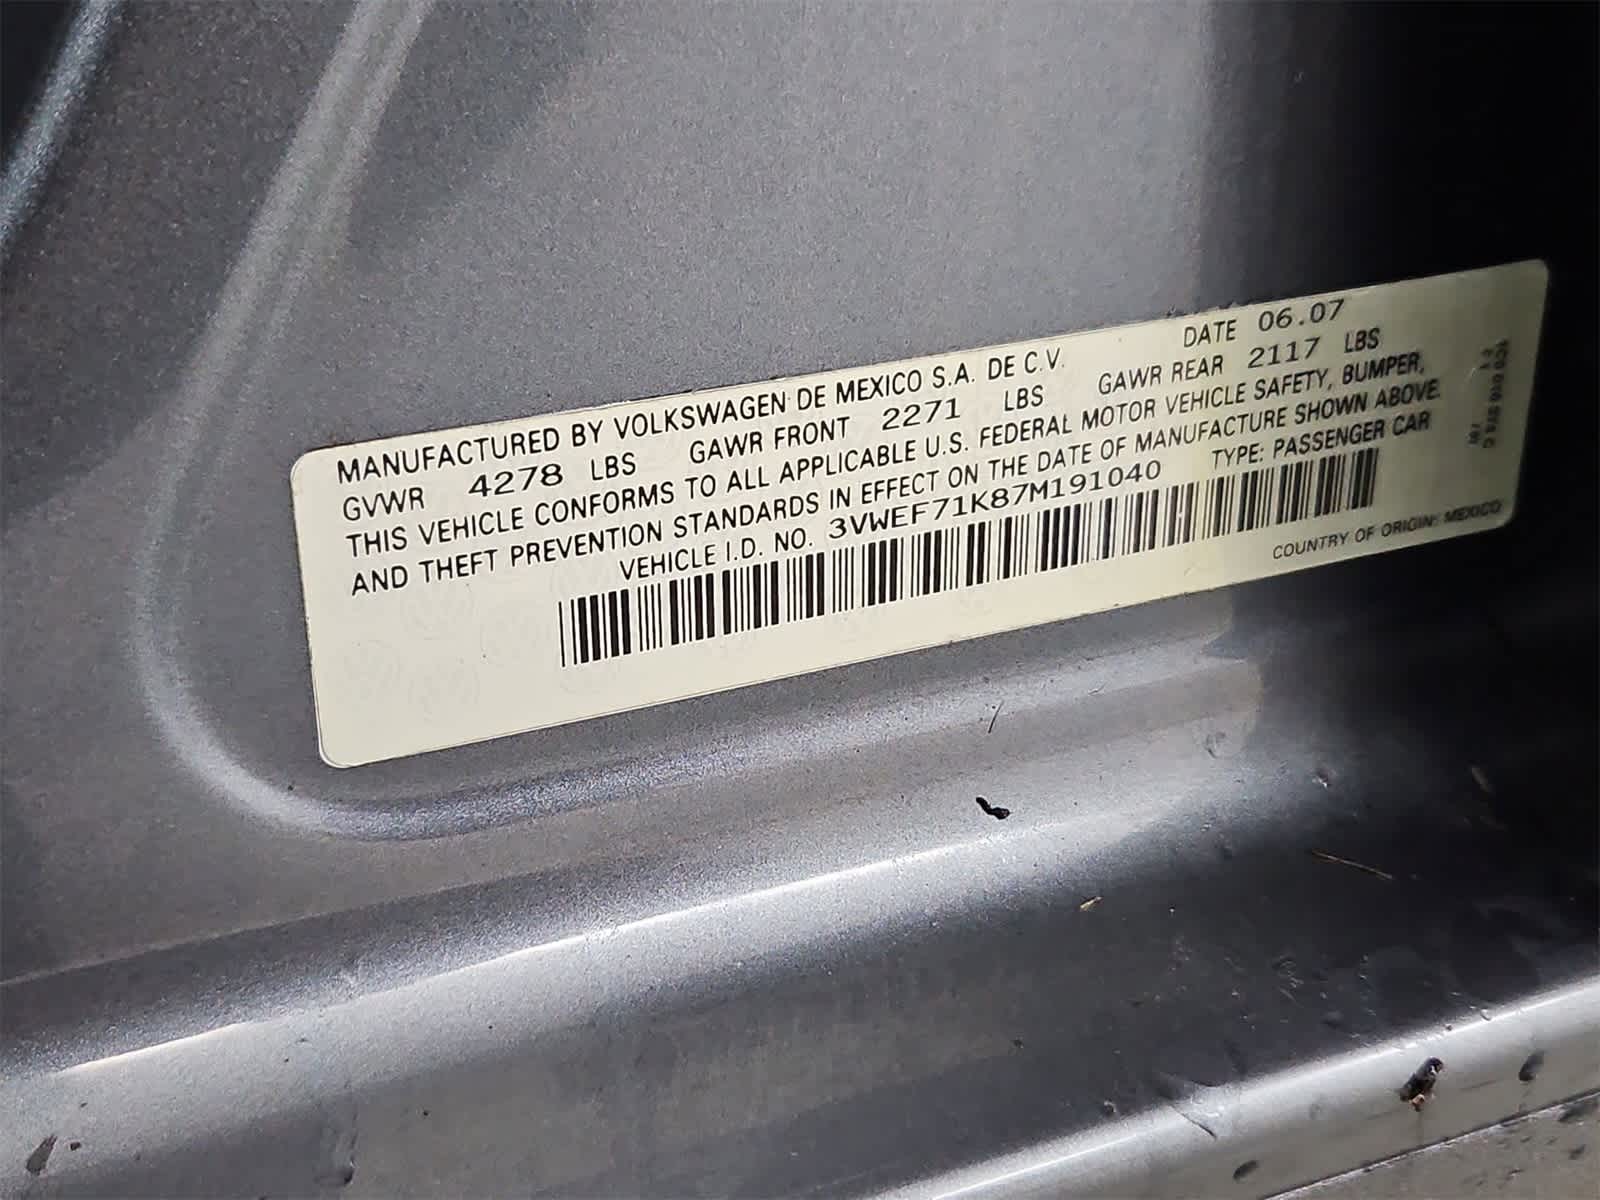 MANUFACTURED BY VOLKSWAGEN DE MEXICO S.A. DE C.V. DATE 06.07
GVWR 4278 LBS GAWR FRONT 2271 LBS GAWR REAR 2117 LBS
THIS VEHICLE CONFORMS TO ALL APPLICABLE U.S. FEDERAL MOTOR VEHICLE SAFETY, BUMPER,
AND THEFT PREVENTION STANDARDS IN EFFECT ON THE DATE OF MANUFACTURE SHOWN ABOVE.
VEHICLE I.D. NO. 3VWEF71K87M191040 TYPE: PASSENGER CAR
COUNTRY OF ORIGIN: MEXICO